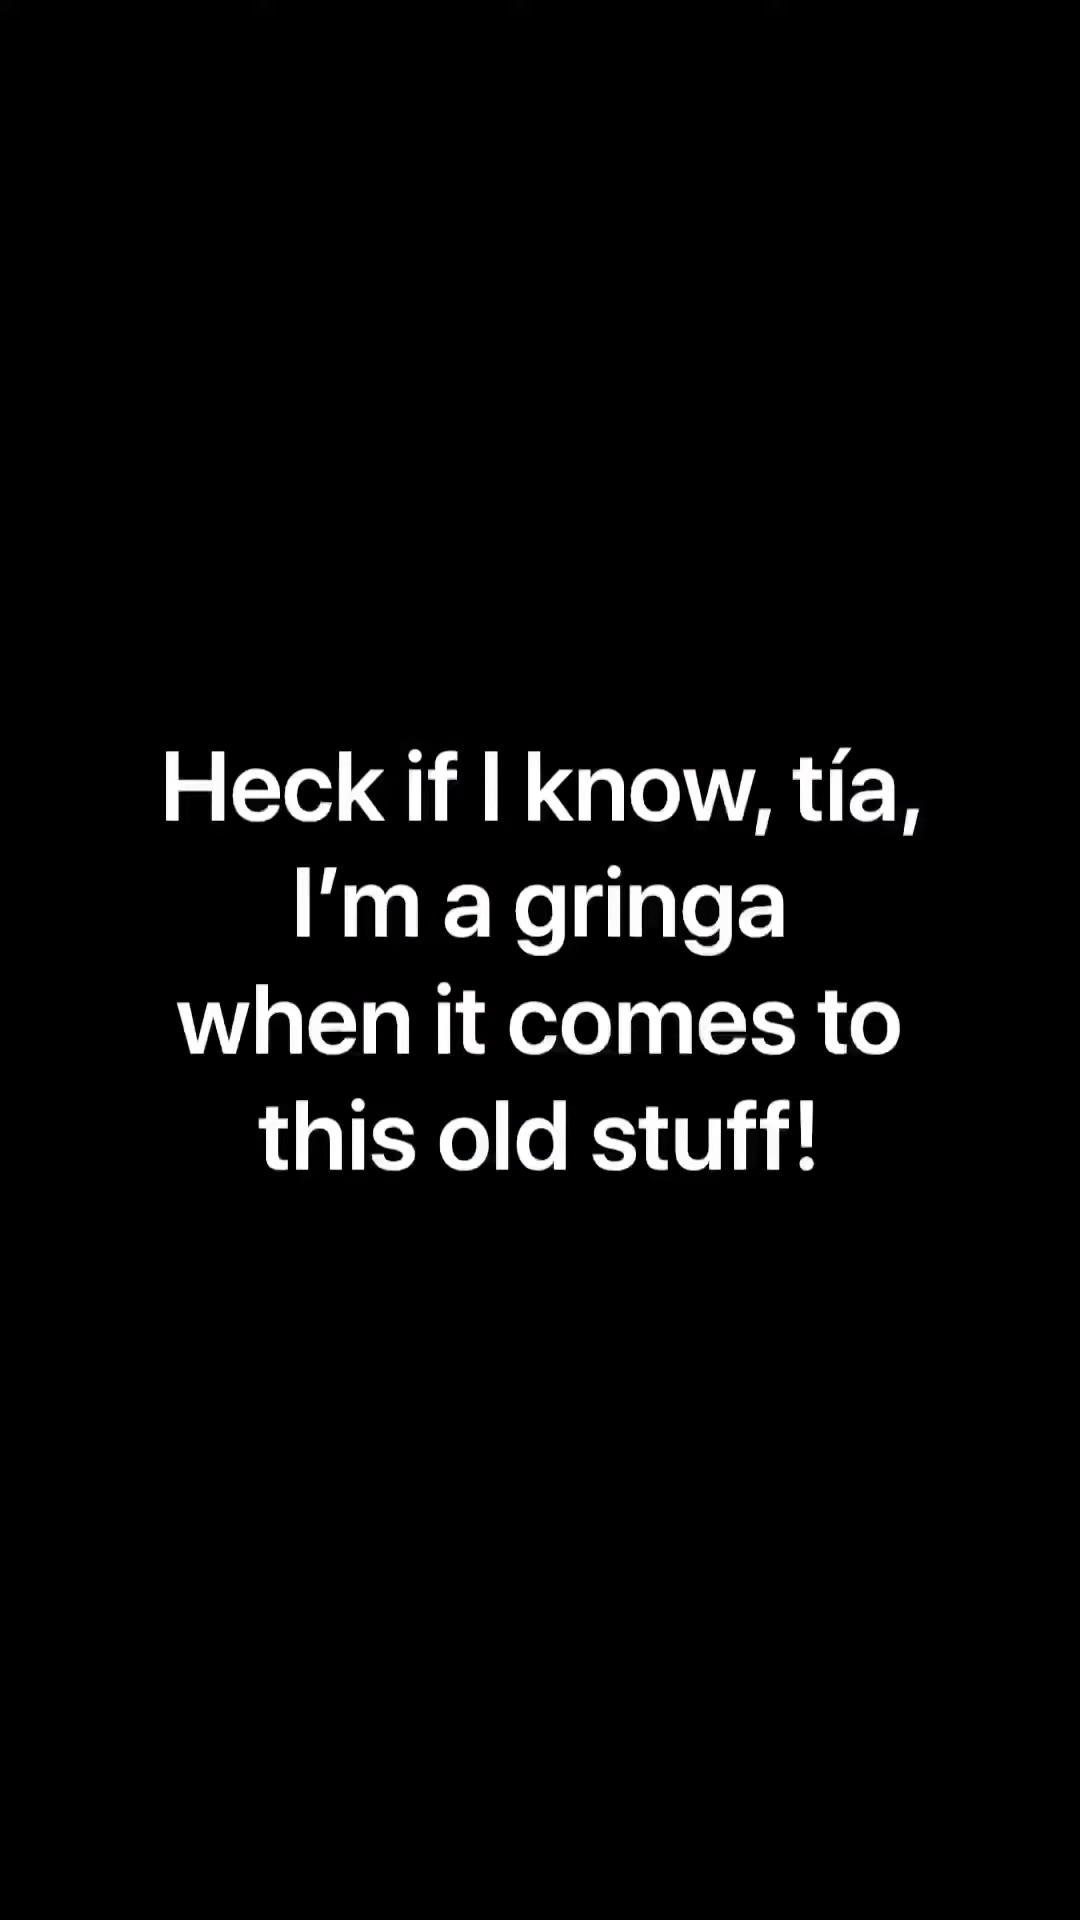 Heck if I know, tía,
I’m a gringa
when it comes to
this old stuff!